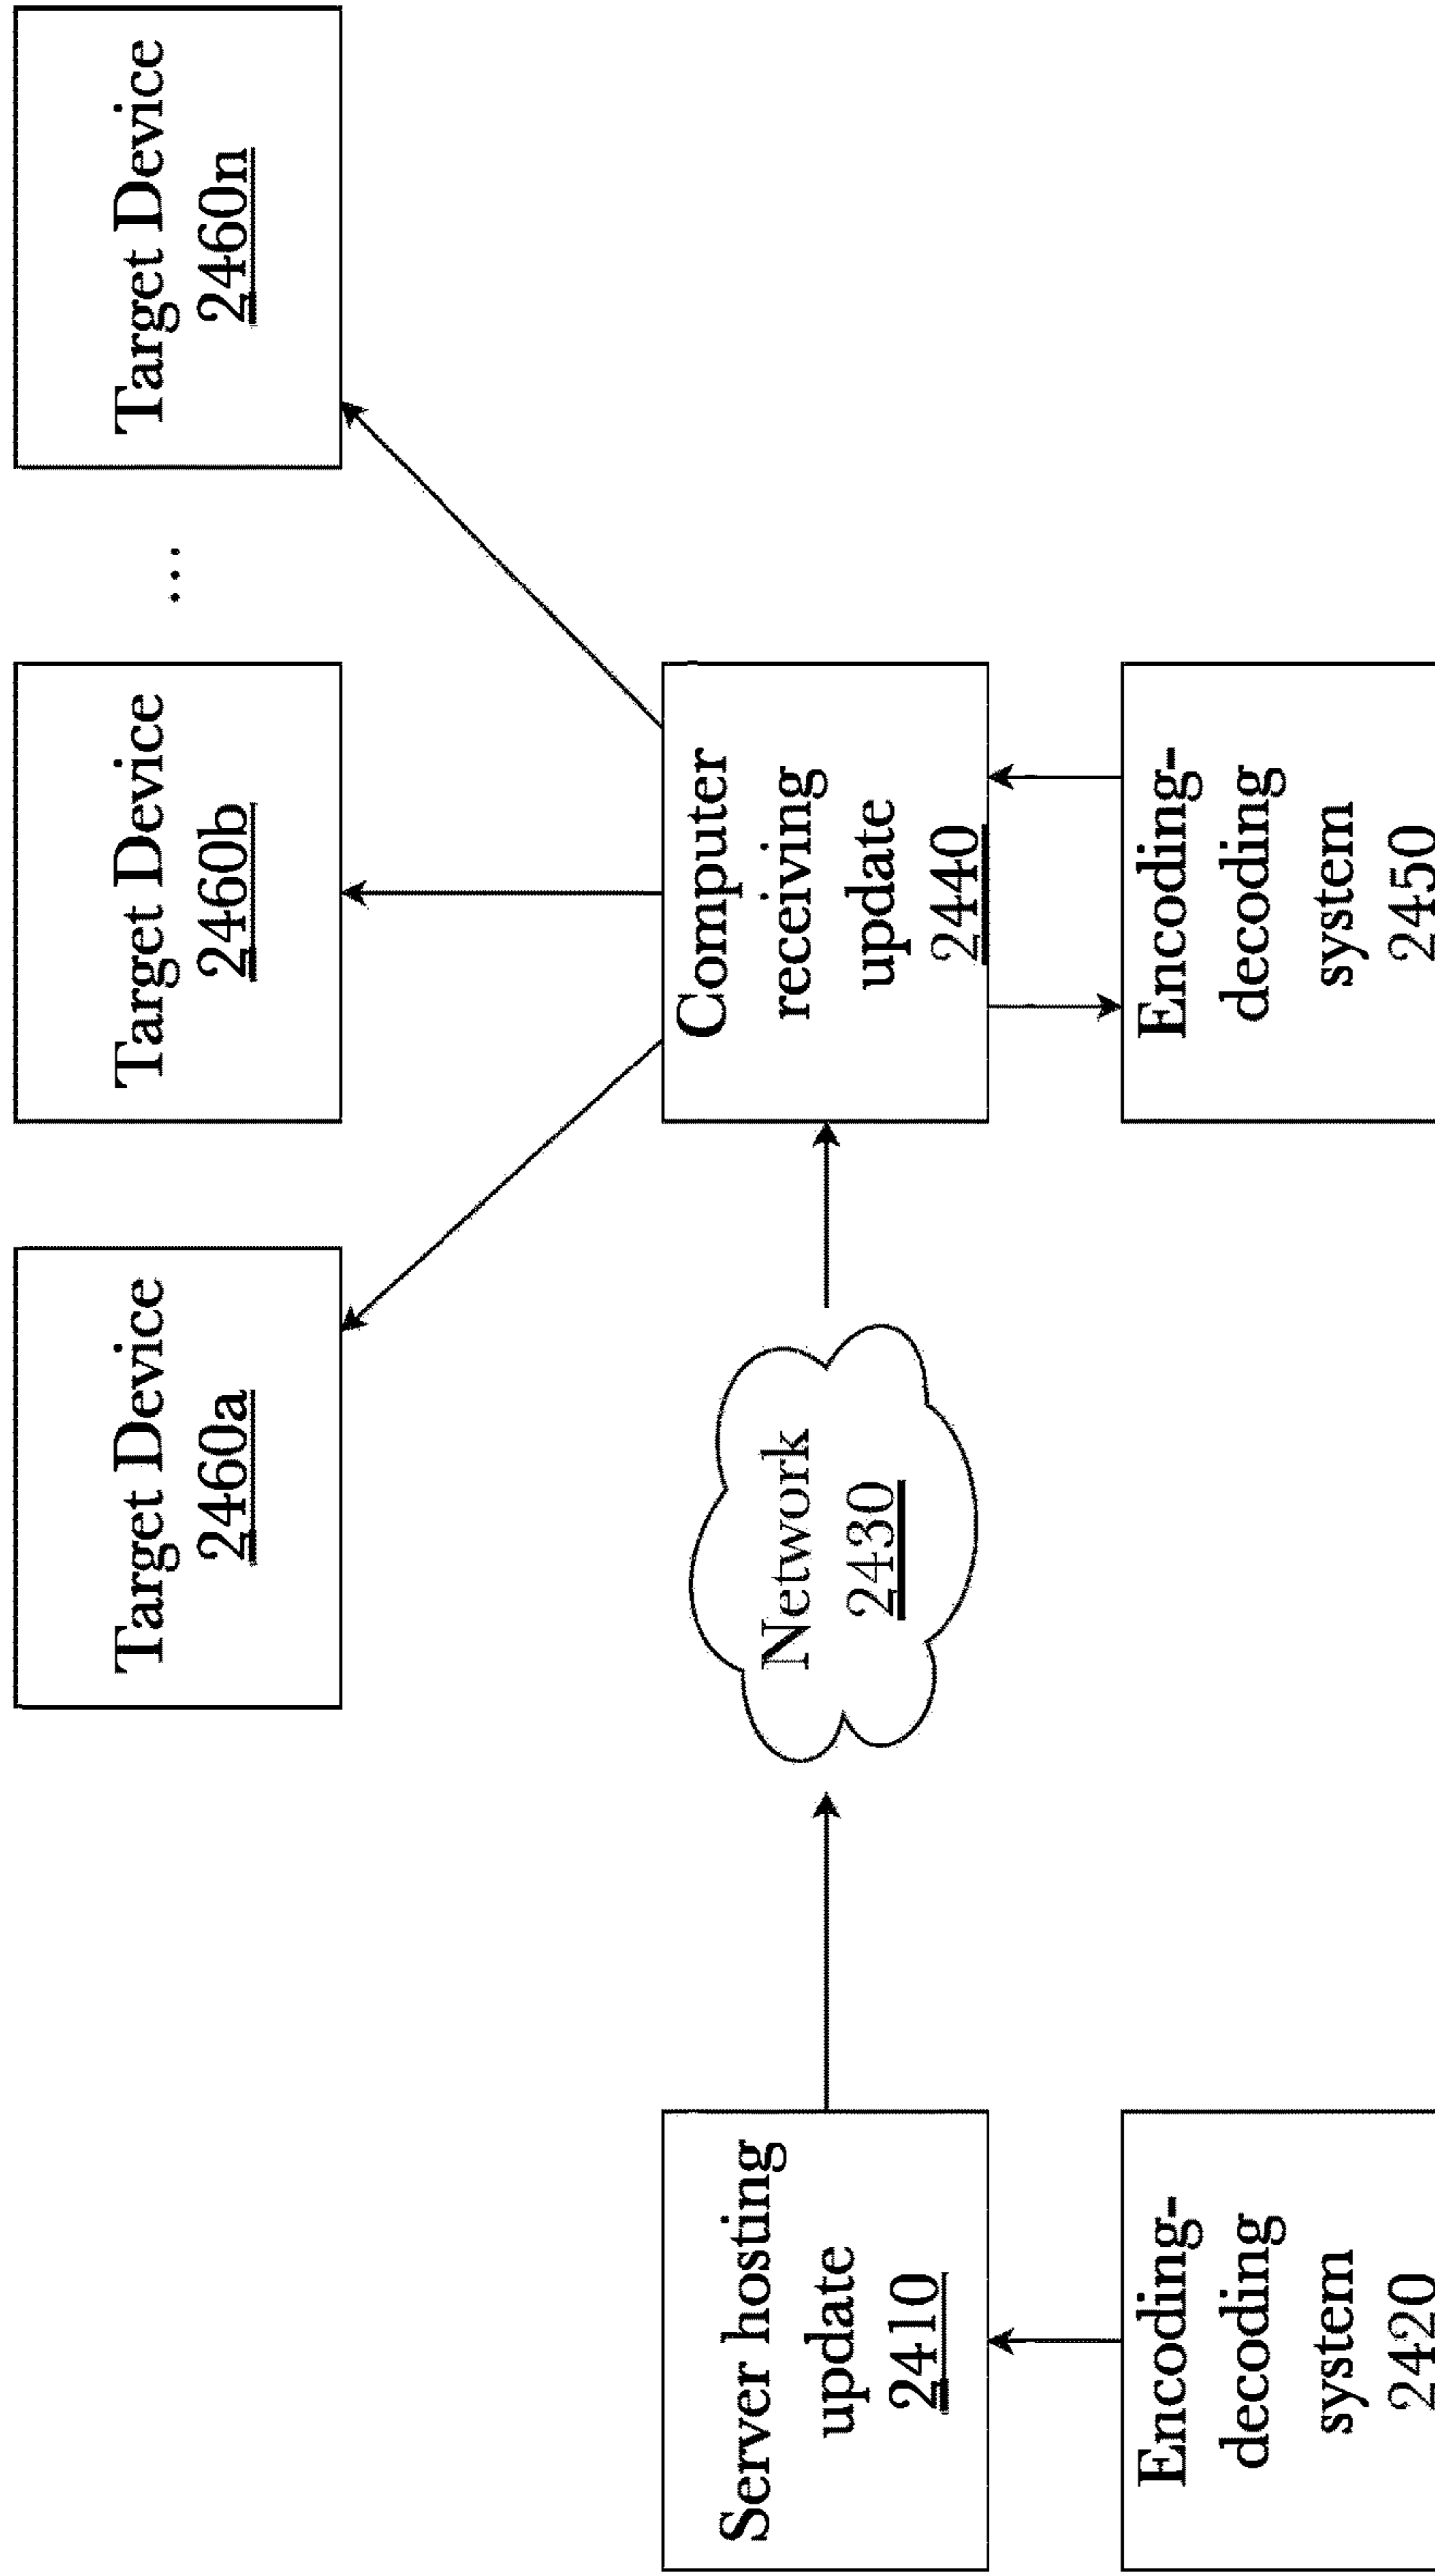 Target Device
2460a
Target Device
2460b
...
Target Device
2460n
Server hosting
update
2410
Network
2430
Computer
receiving
update
2440
Encoding-
decoding
system
2420
Encoding-
decoding
system
2450